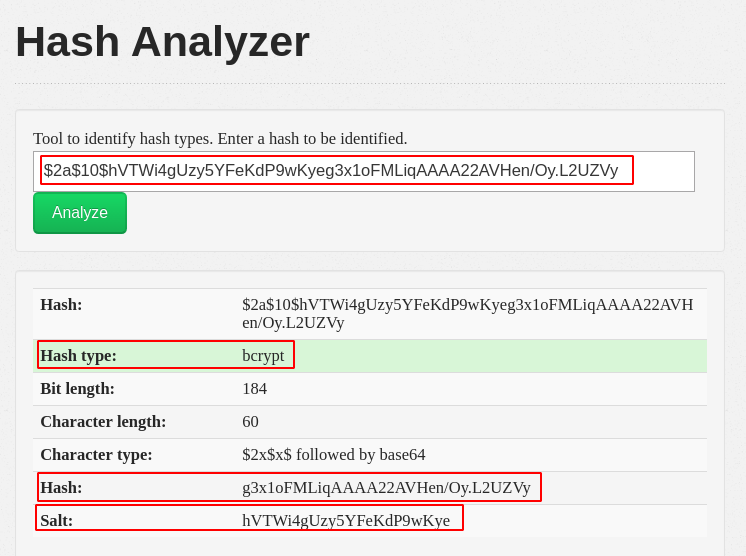 Hash Analyzer
Tool to identify hash types. Enter a hash to be identified.
$2a$10$hVTWi4gUzy5YFeKdP9wKyeg3x1oFMLiqAAAA22AVHen/Oy.L2UZVy
Analyze
Hash: $2a$10$hVTWi4gUzy5YFeKdP9wKyeg3x1oFMLiqAAAA22AVH
en/Oy.L2UZVy
Hash type: bcrypt
Bit length: 184
Character length: 60
Character type: $2x$x$ followed by base64
Hash: g3x1oFMLiqAAAA22AVHen/Oy.L2UZVy
Salt: hVTWi4gUzy5YFeKdP9wKye